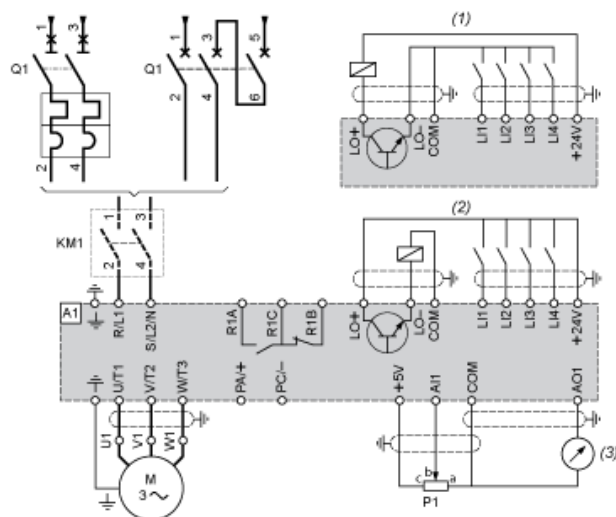 1 3 1 3 5
Q1 Q1
2 4 2 4 6
1 3
KM1
2 4
(1)
LO+ LO- COM LI1 LI2 LI3 LI4 +24V
(2)
A1 R/L1 S/L2/N R1A R1C R1B LO+ LO- COM LI1 LI2 LI3 LI4 +24V
U/T1 V/T2 W/T3 PA/+ PC/- +5V AI1 COM AO1
U1 V1 W1
M
3
c b a
P1
(3)